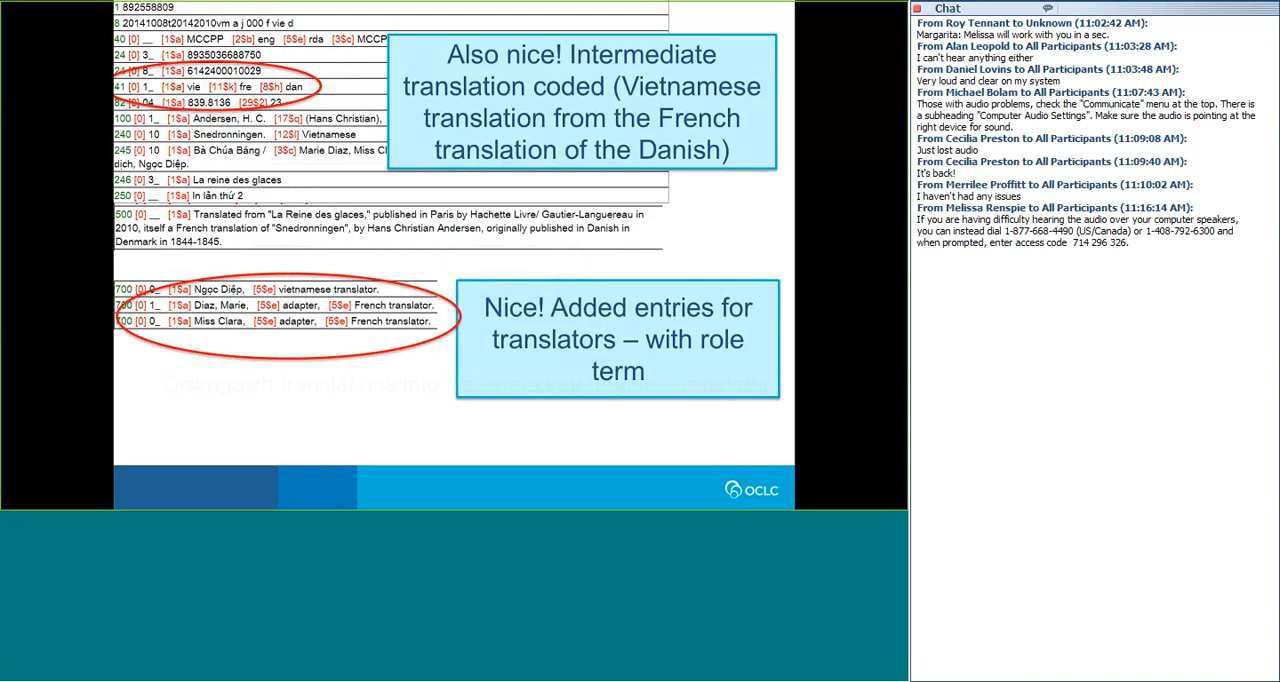 1 892558809
8 20141008t20142010vm a j 000 f vie d
40 [0] __ [1$a] MCCPP [2$b] eng [5$e] rda [3$c] MCCP
24 [0] 3_ [1$a] 8935036688750
24 [0] 8_ [1$a] 6142400010029
41 [0] 1_ [1$a] vie [11$k] fre [8$h] dan
82 [0] 04 [1$a] 839.8136 [29$2] 23
100 [0] 1_ [1$a] Andersen, H. C. [17$q] (Hans Christian),
240 [0] 10 [1$a] Snedronningen. [12$l] Vietnamese
245 [0] 10 [1$a] Bà Chúa Băng / [3$c] Marie Diaz, Miss Cl
dịch, Ngọc Diệp.
246 [0] 3_ [1$a] La reine des glaces
250 [0] __ [1$a] In lần thứ 2
500 [0] __ [1$a] Translated from "La Reine des glaces," published in Paris by Hachette Livre/ Gautier-Languereau in
2010, itself a French translation of "Snedronningen", by Hans Christian Andersen, originally published in Danish in
Denmark in 1844-1845.
700 [0] 0_ [1$a] Ngọc Diệp, [5$e] vietnamese translator.
700 [0] 1_ [1$a] Diaz, Marie, [5$e] adapter, [5$e] French translator.
700 [0] 0_ [1$a] Miss Clara, [5$e] adapter, [5$e] French translator.
Also nice! Intermediate
translation coded (Vietnamese
translation from the French
translation of the Danish)
Nice! Added entries for
translators – with role
term
OCLC
Chat
From Roy Tennant to Unknown (11:02:42 AM):
Margarita: Melissa will work with you in a sec.
From Alan Leopold to All Participants (11:03:28 AM):
I can't hear anything either
From Daniel Lovins to All Participants (11:03:48 AM):
Very loud and clear on my system
From Michael Bolam to All Participants (11:07:43 AM):
Those with audio problems, check the "Communicate" menu at the top. There is
a subheading "Computer Audio Settings". Make sure the audio is pointing at the
right device for sound.
From Cecilia Preston to All Participants (11:09:08 AM):
Just lost audio
From Cecilia Preston to All Participants (11:09:40 AM):
It's back!
From Merrilee Proffitt to All Participants (11:10:02 AM):
I haven't had any issues
From Melissa Renspie to All Participants (11:16:14 AM):
If you are having difficulty hearing the audio over your computer speakers,
you can instead dial 1-877-668-4490 (US/Canada) or 1-408-792-6300 and
when prompted, enter access code 714 296 326.